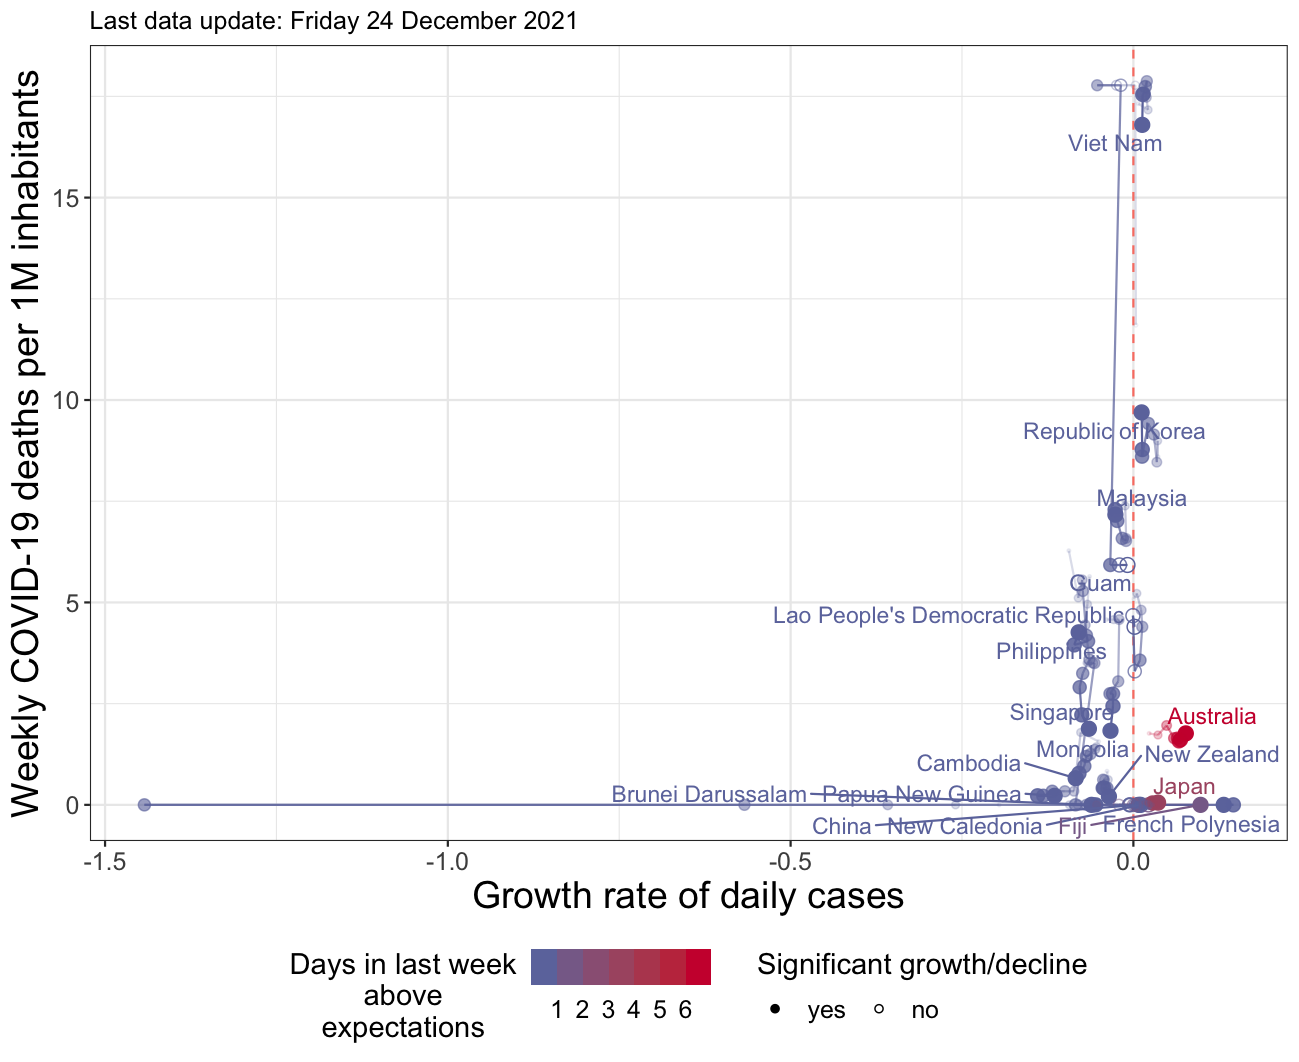 Last data update: Friday 24 December 2021
Weekly COVID-19 deaths per 1M inhabitants
15
10
5
0
Viet Nam
Republic of Korea
Malaysia
Guam
Lao People's Democratic Republic
Philippines
Singapore
Australia
Mongolia
New Zealand
Cambodia
Japan
Brunei Darussalam
Papua New Guinea
China
New Caledonia
Fiji
French Polynesia
-1.5
-1.0
-0.5
0.0
Growth rate of daily cases
Days in last week
above
expectations
1 2 3 4 5 6
Significant growth/decline
yes
no